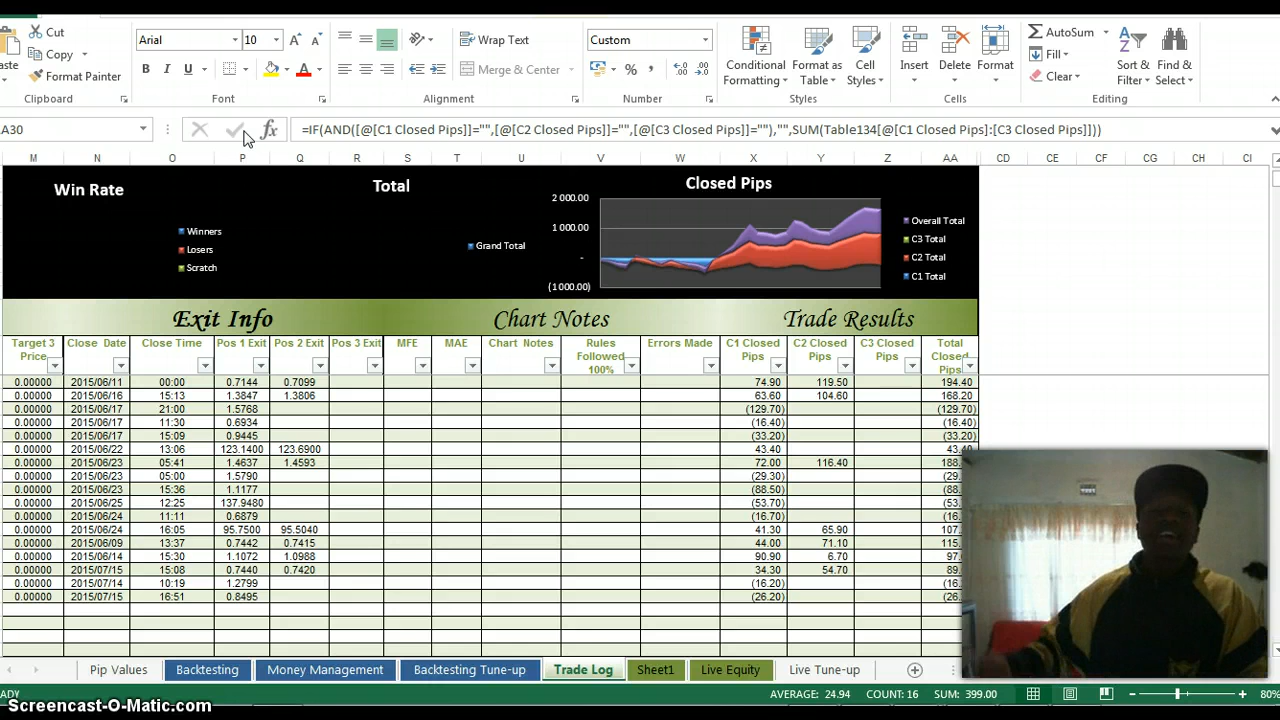 Cut
Arial
10
Wrap Text
Custom
AutoSum
Copy
Fill
aste
Format Painter
B I U
A
Merge & Center
%
Conditional Formatting
Format as Table
Cell Styles
Insert
Delete
Format
Clear
Sort & Filter
Find & Select
Clipboard
Font
Alignment
Number
Styles
Cells
Editing
A30
fx
=IF(AND([@[C1 Closed Pips]]="",[@[C2 Closed Pips]]="",[@[C3 Closed Pips]]=""),"",SUM(Table134[@[C1 Closed Pips]:[C3 Closed Pips]]))
M N O P Q R S T U V W X Y Z AA CD CE CF CG CH CI
Win Rate
Winners
Losers
Scratch
Total
Grand Total
Closed Pips
2 000.00
1 000.00
-
(1 000.00)
Overall Total
C3 Total
C2 Total
C1 Total
Exit Info
Chart Notes
Trade Results
Target 3 Price
Close Date
Close Time
Pos 1 Exit
Pos 2 Exit
Pos 3 Exit
MFE
MAE
Chart Notes
Rules Followed 100%
Errors Made
C1 Closed Pips
C2 Closed Pips
C3 Closed Pips
Total Closed Pips
0.00000 2015/06/11 00:00 0.7144 0.7099 74.90 119.50 194.40
0.00000 2015/06/16 15:13 1.3847 1.3806 63.60 104.60 168.20
0.00000 2015/06/17 21:00 1.5768 (129.70) (129.70)
0.00000 2015/06/17 11:30 0.6934 (16.40) (16.40)
0.00000 2015/06/17 15:09 0.9445 (33.20) (33.20)
0.00000 2015/06/22 13:06 123.1400 123.6900 43.40 43.40
0.00000 2015/06/23 05:41 1.4637 1.4593 72.00 116.40 188.
0.00000 2015/06/23 05:00 1.5790 (29.30) (29.
0.00000 2015/06/23 15:36 1.1177 (88.50) (88.
0.00000 2015/06/25 12:25 137.9480 (53.70) (53.
0.00000 2015/06/24 11:11 0.6879 (16.70) (16.
0.00000 2015/06/24 16:05 95.7500 95.5040 41.30 65.90 107.
0.00000 2015/06/09 13:37 0.7442 0.7415 44.00 71.10 115.
0.00000 2015/06/14 15:30 1.1072 1.0988 90.90 6.70 97.
0.00000 2015/07/15 15:08 0.7440 0.7420 34.30 54.70 89.
0.00000 2015/07/14 10:19 1.2799 (16.20) (16.
0.00000 2015/07/15 16:51 0.8495 (26.20) (26.
Pip Values
Backtesting
Money Management
Backtesting Tune-up
Trade Log
Sheet1
Live Equity
Live Tune-up
ADY
AVERAGE: 24.94 COUNT: 16 SUM: 399.00
80%
Screencast-O-Matic.com